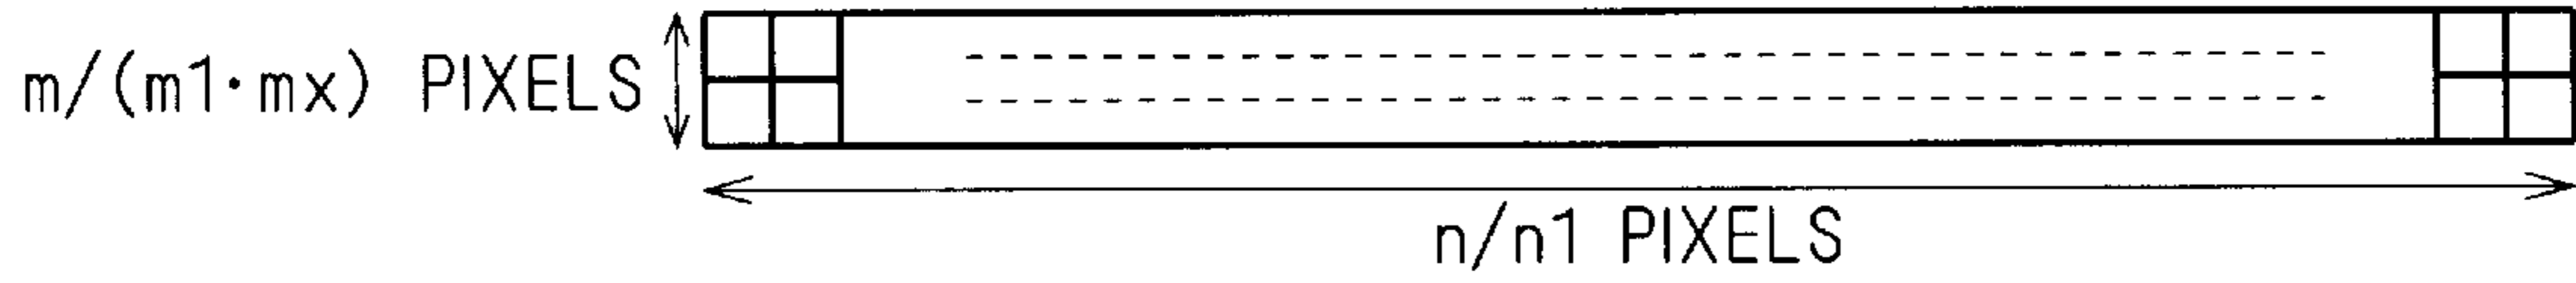 m/(m1·mx) PIXELS
n/n1 PIXELS